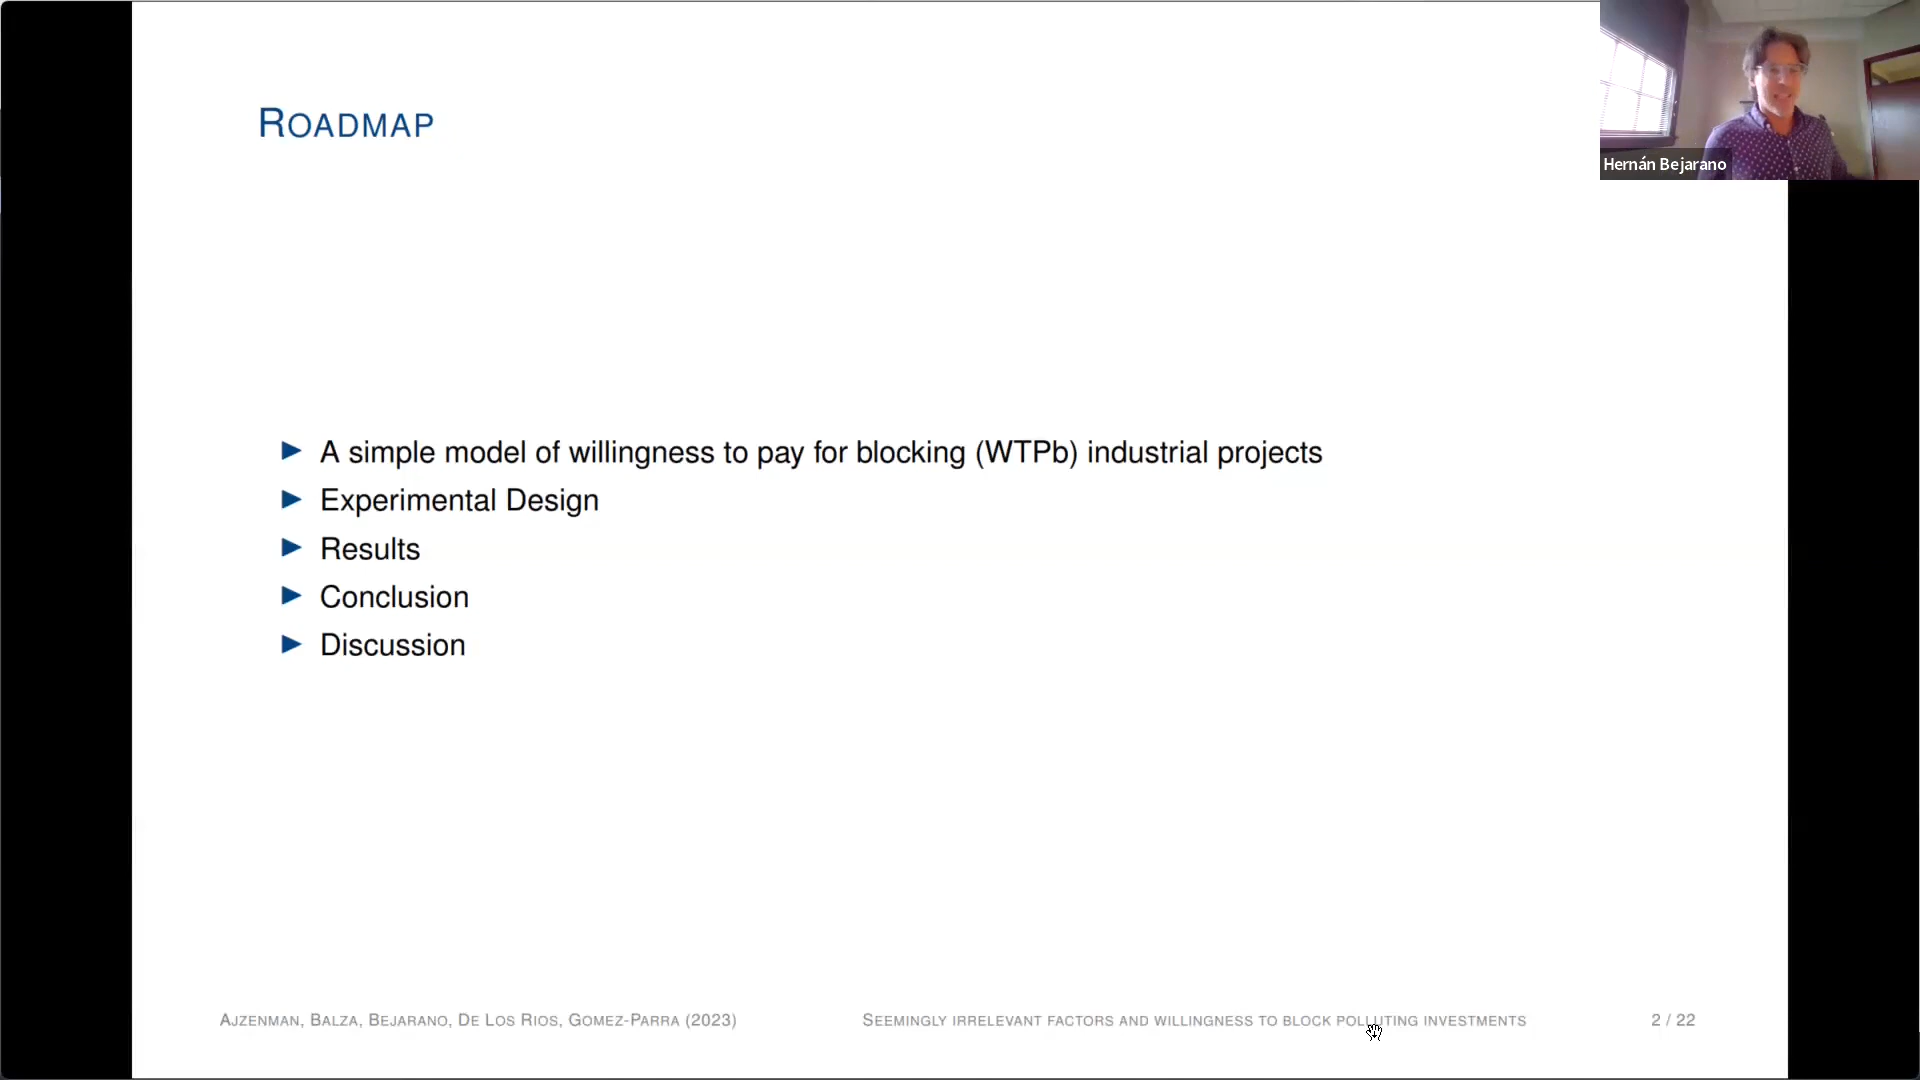 ROADMAP
Hernán Bejarano
► A simple model of willingness to pay for blocking (WTPb) industrial projects
► Experimental Design
► Results
► Conclusion
► Discussion
AJZENMAN, BALZA, BEJARANO, DE LOS RIOS, GOMEZ-PARRA (2023) SEEMINGLY IRRELEVANT FACTORS AND WILLINGNESS TO BLOCK POLLUTING INVESTMENTS 2 / 22